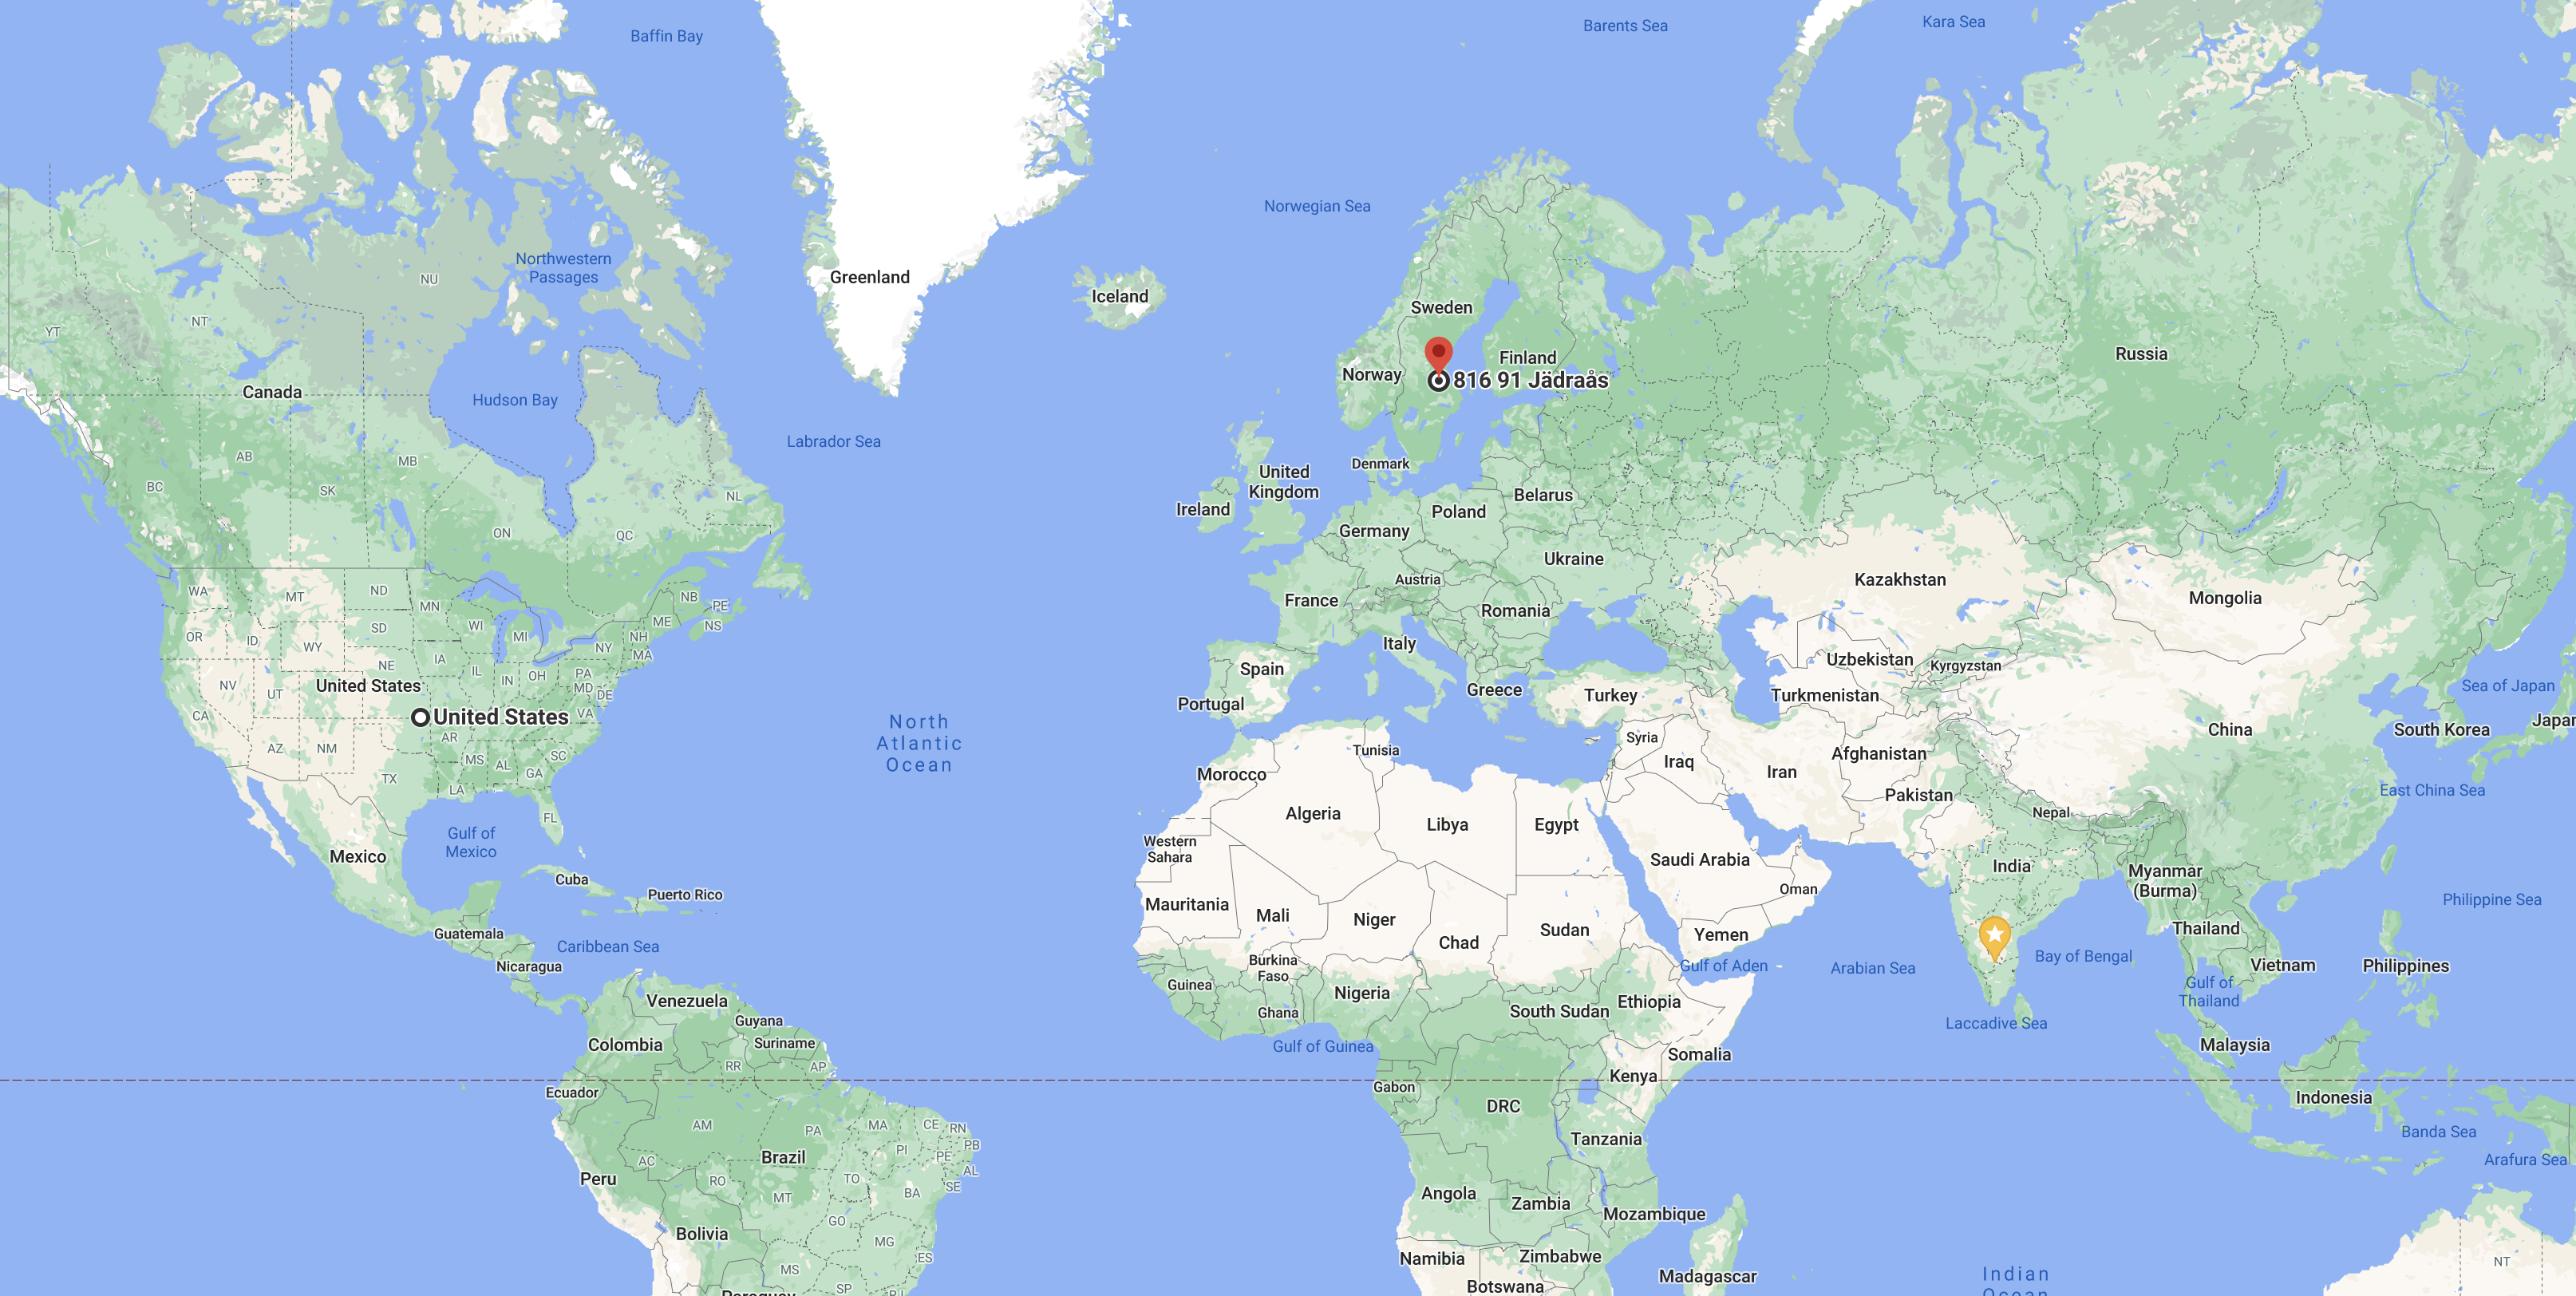 Baffin Bay
Barents Sea
Kara Sea
Norwegian Sea
Northwestern
Passages
NU
Greenland
Iceland
Sweden
NT
YT
Finland
Russia
Norway
816 91 Jädraås
Canada
Hudson Bay
Labrador Sea
AB
MB
Denmark
United
Kingdom
BC
SK
NL
Belarus
Ireland
Poland
ON
QC
Germany
Ukraine
WA
MT
ND
MN
NB
PE
Austria
Kazakhstan
France
Romania
Mongolia
OR
ID
SD
WI
MI
ME
NS
NH
WY
NY
MA
Italy
NE
IA
IL
IN
OH
PA
Spain
Uzbekistan
Kyrgyzstan
NV
UT
United States
MD
DE
Greece
Turkey
Turkmenistan
Sea of Japan
CA
United States
VA
Portugal
North
Atlantic
Ocean
China
South Korea
Japan
AZ
NM
AR
MS
AL
GA
SC
Tunisia
Syria
Iraq
Iran
Afghanistan
TX
LA
Morocco
Pakistan
East China Sea
FL
Algeria
Libya
Egypt
Nepal
Gulf of
Mexico
Mexico
Western
Sahara
Saudi Arabia
India
Myanmar
(Burma)
Cuba
Puerto Rico
Oman
Philippine Sea
Mauritania
Mali
Niger
Chad
Sudan
Yemen
Thailand
Guatemala
Caribbean Sea
Nicaragua
Burkina
Faso
Gulf of Aden
Arabian Sea
Bay of Bengal
Vietnam
Philippines
Guinea
Nigeria
Ethiopia
Gulf of
Thailand
Venezuela
Ghana
South Sudan
Guyana
Laccadive Sea
Colombia
Suriname
Gulf of Guinea
Somalia
Malaysia
RR
AP
Kenya
Ecuador
Gabon
DRC
Indonesia
AM
PA
MA
CE
RN
PB
Tanzania
Banda Sea
Brazil
PI
PE
AL
Arafura Sea
AC
Peru
RO
TO
SE
MT
BA
Angola
Zambia
Mozambique
GO
Bolivia
MG
ES
Namibia
Zimbabwe
NT
MS
SP
RJ
Botswana
Madagascar
Indian
Ocean
Paraguay